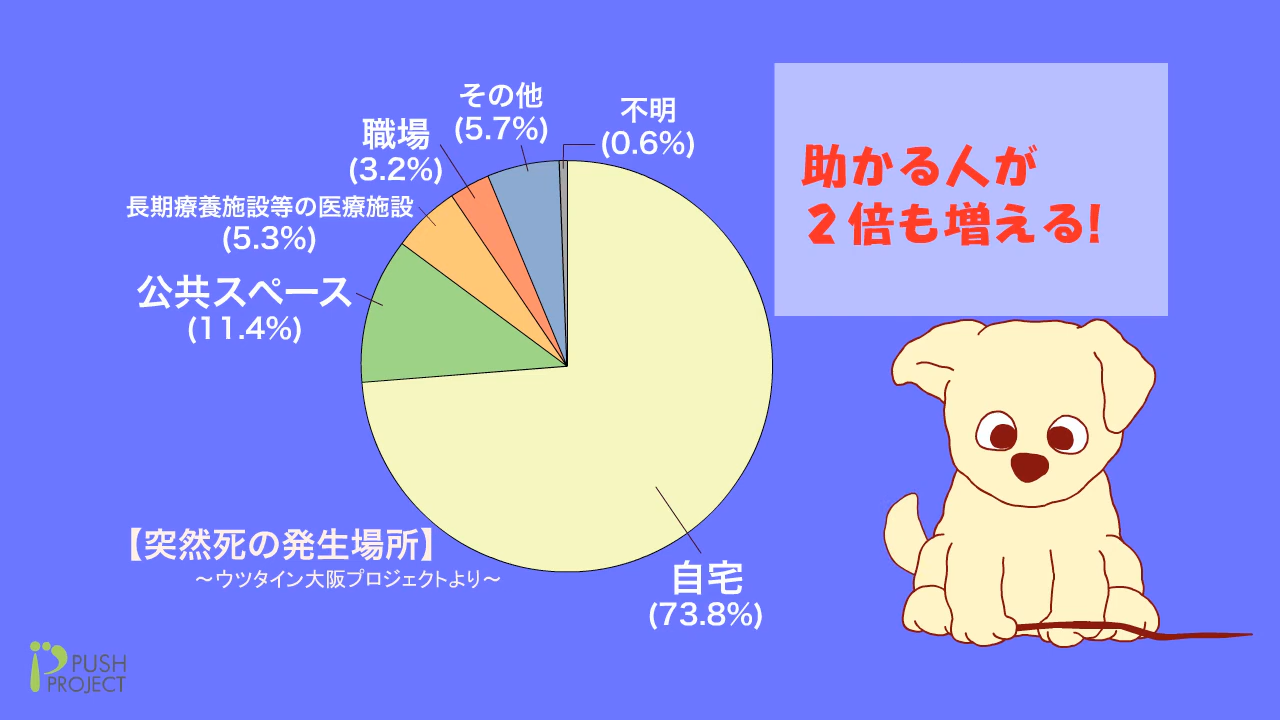 その他
(5.7%)
不明
(0.6%)
職場
(3.2%)
長期療養施設等の医療施設
(5.3%)
公共スペース
(11.4%)
助かる人が
２倍も増える!
【突然死の発生場所】
～ウツタイン大阪プロジェクトより～
自宅
(73.8%)
PUSH
PROJECT